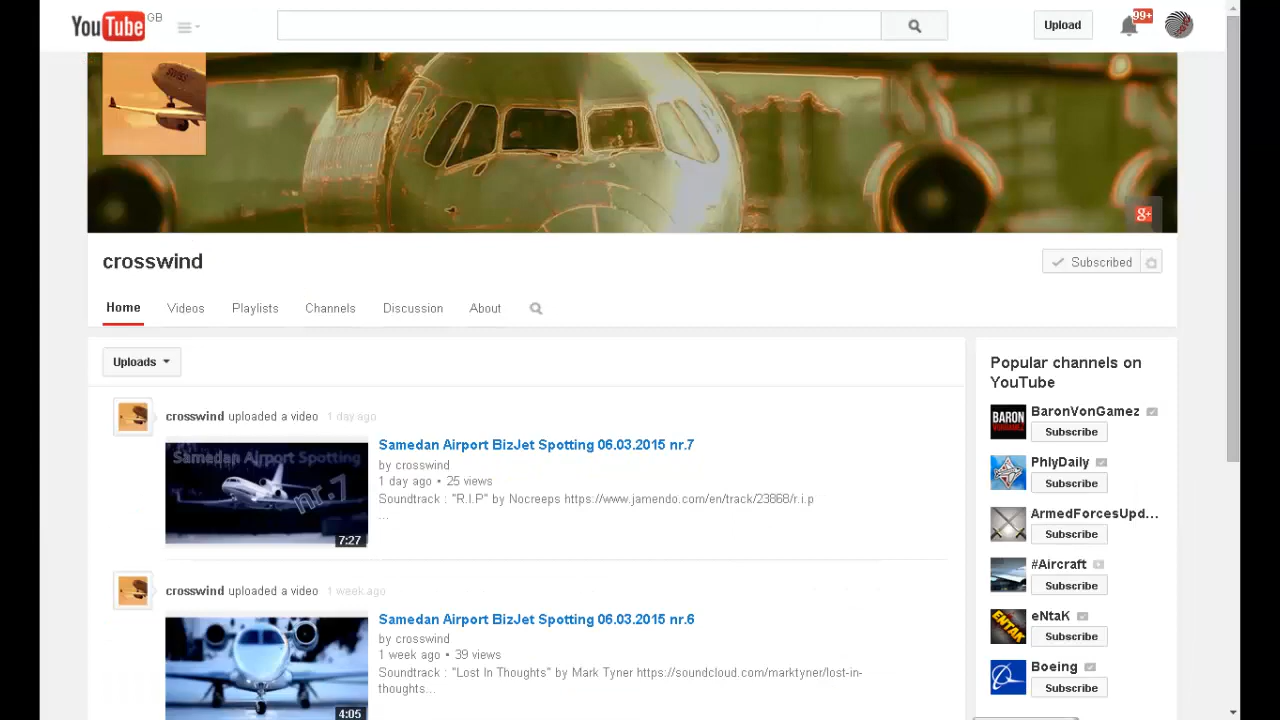 YouTube GB
Upload
99+
SWISS
g+
crosswind
Subscribed
Home Videos Playlists Channels Discussion About
Uploads
crosswind uploaded a video 1 day ago
Samedan Airport Spotting
nr.7
7:27
Samedan Airport BizJet Spotting 06.03.2015 nr.7
by crosswind
1 day ago • 25 views
Soundtrack : "R.I.P" by Nocreeps https://www.jamendo.com/en/track/23868/r.i.p
...
crosswind uploaded a video 1 week ago
4:05
Samedan Airport BizJet Spotting 06.03.2015 nr.6
by crosswind
1 week ago • 39 views
Soundtrack : "Lost In Thoughts" by Mark Tyner https://soundcloud.com/marktyner/lost-in-
thoughts...
Popular channels on
YouTube
BARON
VONGAMEZ
BaronVonGamez
Subscribe
PhlyDaily
Subscribe
ArmedForcesUpd...
Subscribe
#Aircraft
Subscribe
ENTAK
eNtaK
Subscribe
Boeing
Subscribe